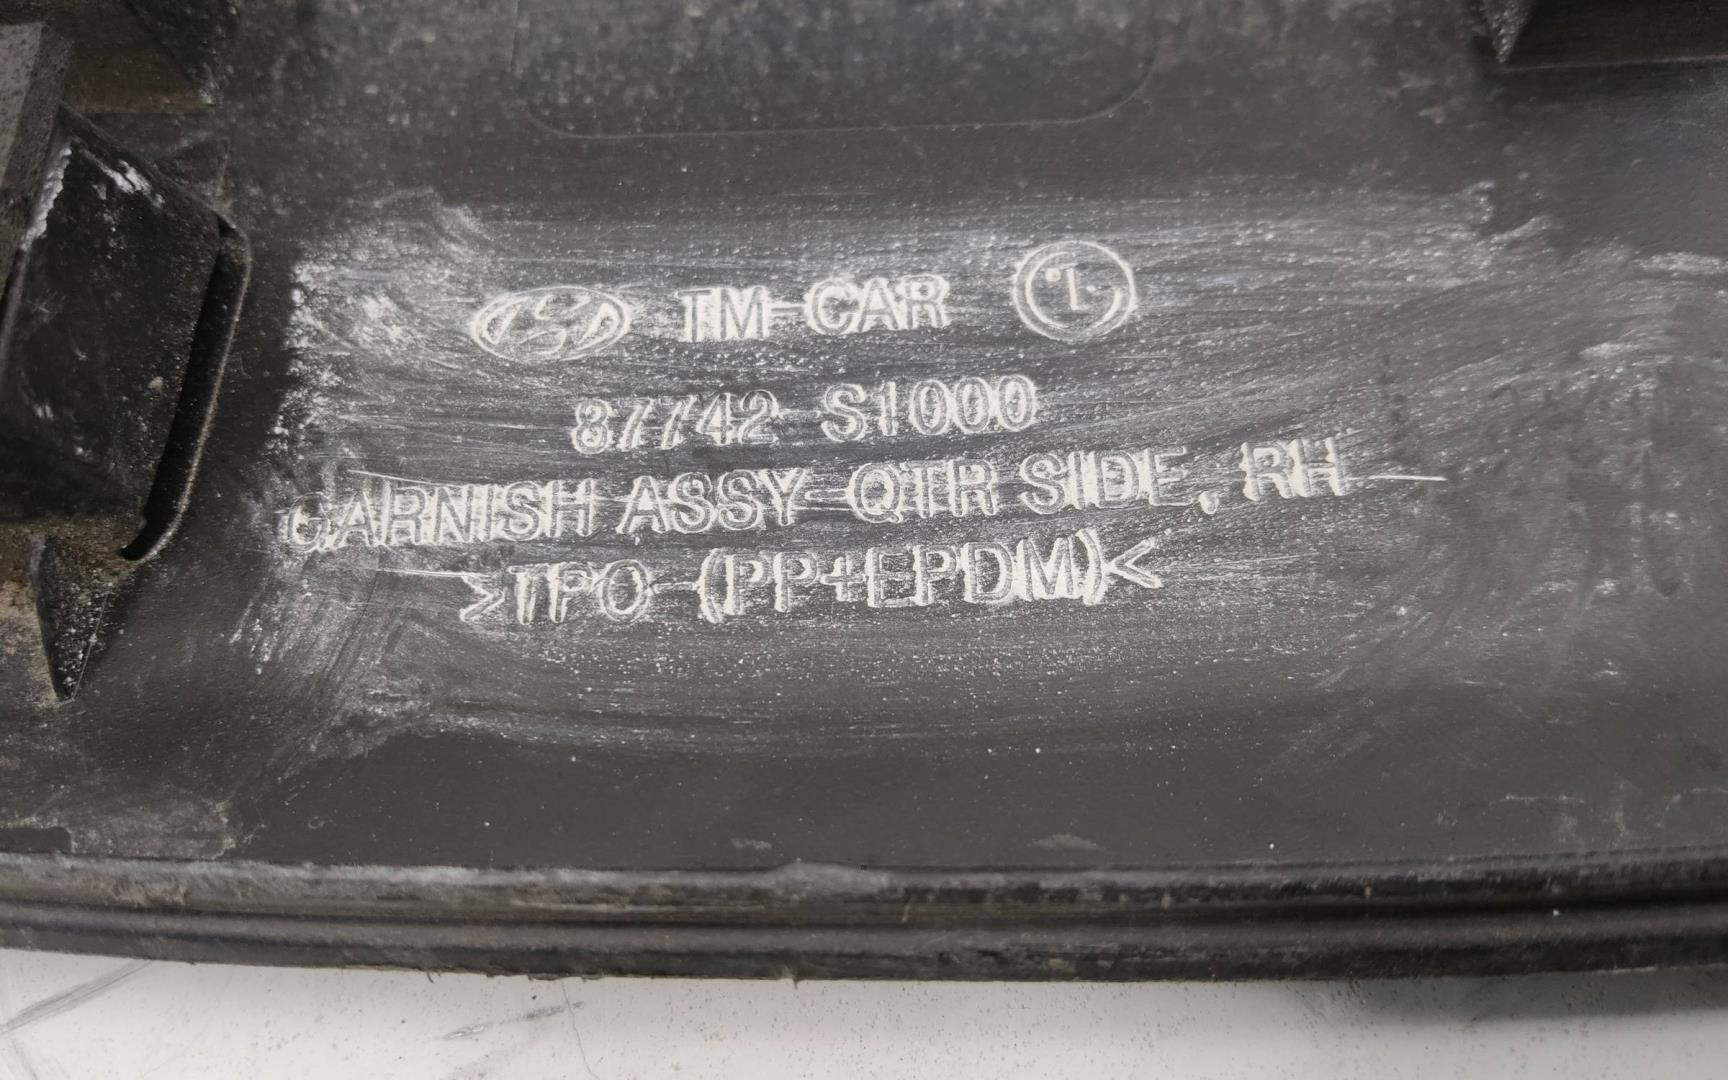 TM-CAR
87742-S1000
GARNISH ASSY-QTR SIDE, RH
>TPO-(PP+EPDM)<